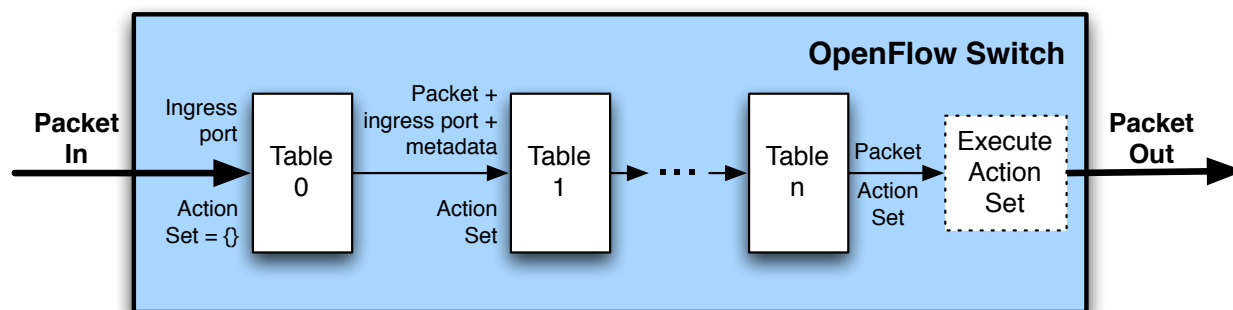 OpenFlow Switch
Packet
In
Ingress
port
Action
Set = {}
Table
0
Packet +
ingress port +
metadata
Action
Set
Table
1
...
Table
n
Packet
Action
Set
Execute
Action
Set
Packet
Out